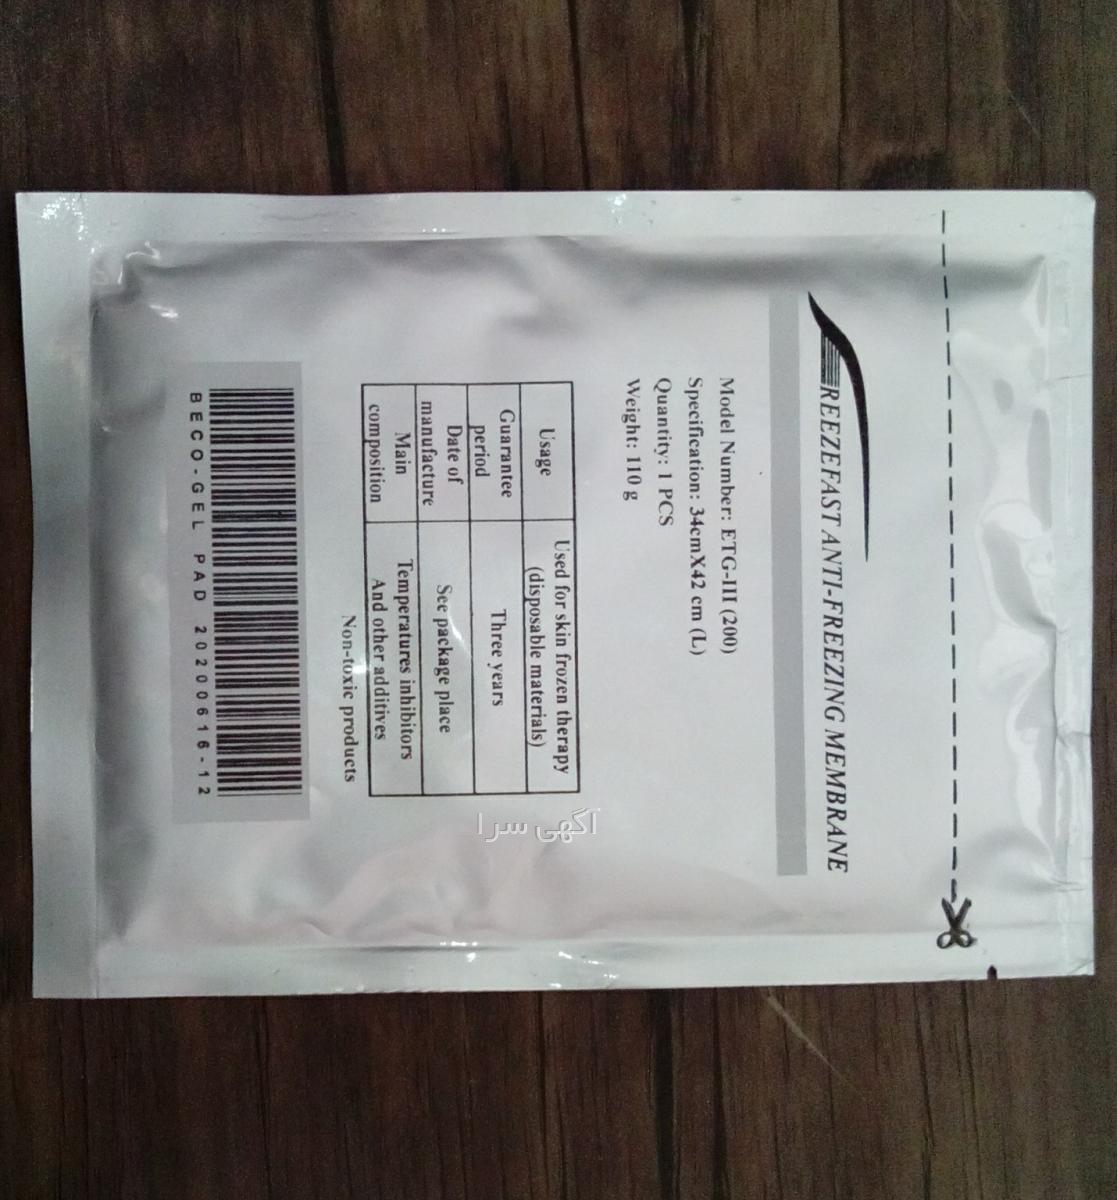 FREEZEFAST ANTI-FREEZING MEMBRANE
Model Number: ETG-III (200)
Specification: 34cmX42 cm (L)
Quantity: 1 PCS
Weight: 110 g
Usage
Used for skin frozen therapy
(disposable materials)
Guarantee
period
Three years
Date of
manufacture
See package place
Main
composition
Temperatures inhibitors
And other additives
Non-toxic products
BECO-GEL PAD 20200616-12
آگهی سرا